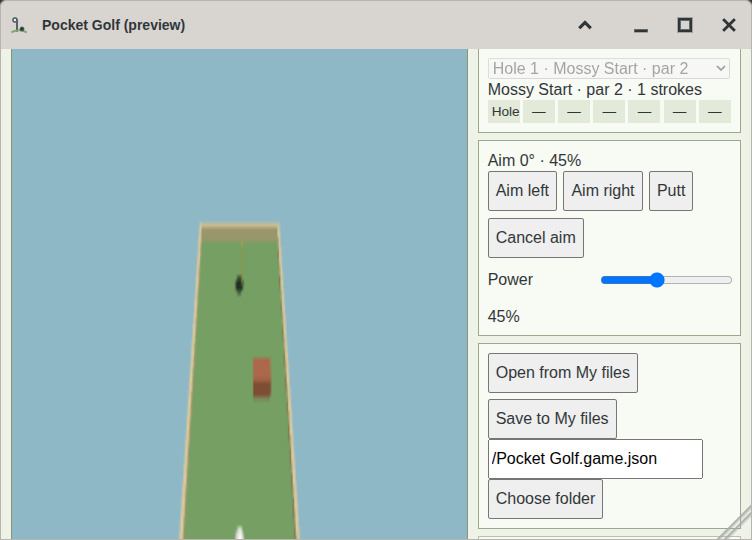 Pocket Golf (preview)
Hole 1 · Mossy Start · par 2
Mossy Start · par 2 · 1 strokes
Hole — — — — — —
Aim 0° · 45%
Aim left Aim right Putt
Cancel aim
Power
45%
Open from My files
Save to My files
/Pocket Golf.game.json
Choose folder